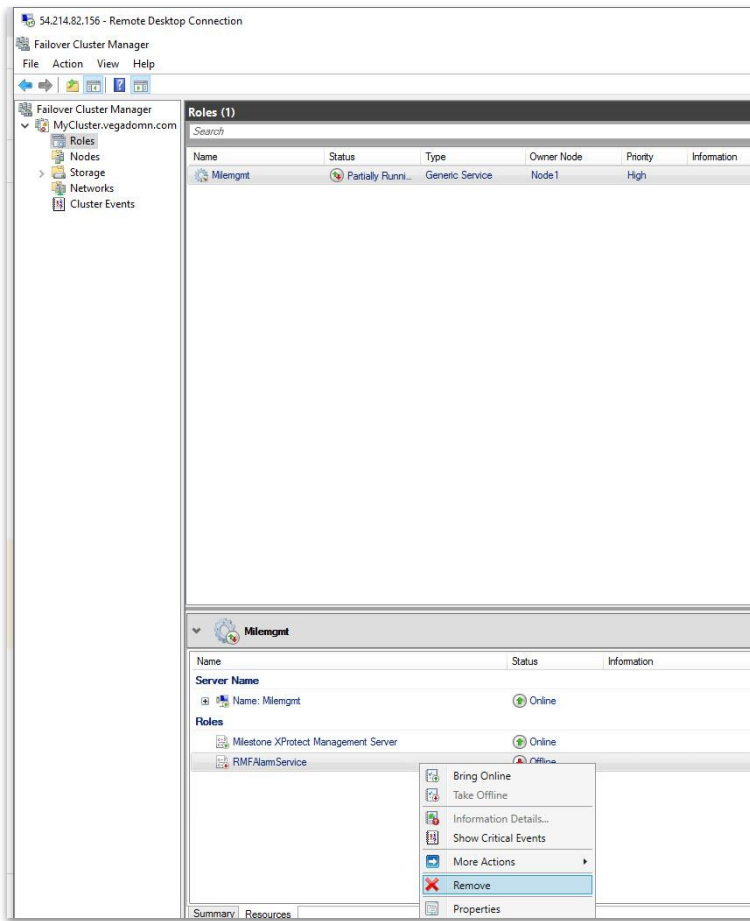 54.214.82.156 - Remote Desktop Connection
Failover Cluster Manager
File Action View Help
Failover Cluster Manager
MyCluster.vegadomn.com
Roles
Nodes
Storage
Networks
Cluster Events
Roles (1)
Search
Name Status Type Owner Node Priority Information
Milemgmt Partially Runni... Generic Service Node1 High
Milemgmt
Name Status Information
Server Name
Name: Milemgmt Online
Roles
Milestone XProtect Management Server Online
RMFAlarmService Offline
Bring Online
Take Offline
Information Details...
Show Critical Events
More Actions
Remove
Properties
Summary Resources